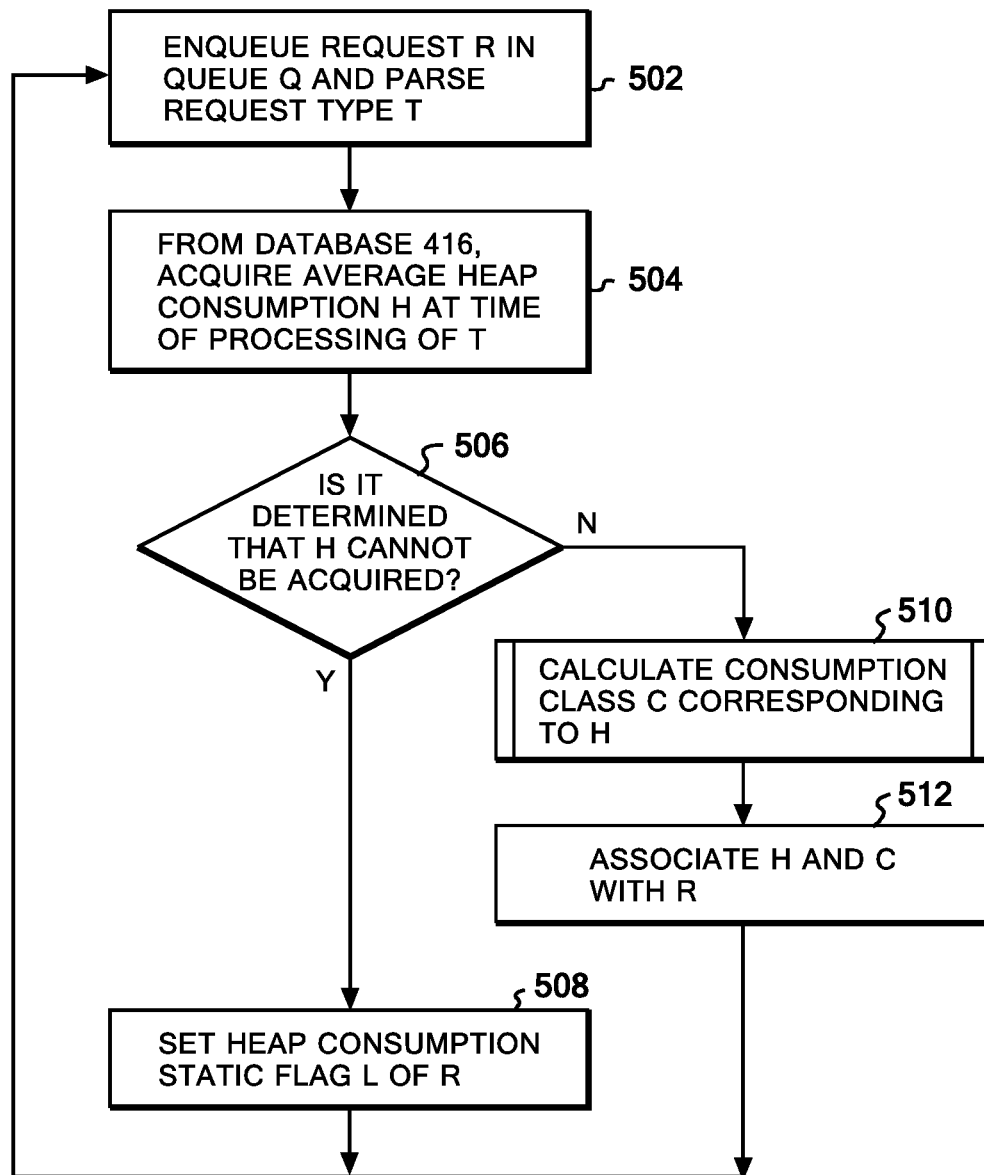 ENQUEUE REQUEST R IN
QUEUE Q AND PARSE
REQUEST TYPE T
502
FROM DATABASE 416,
ACQUIRE AVERAGE HEAP
CONSUMPTION H AT TIME
OF PROCESSING OF T
504
506
IS IT
DETERMINED
THAT H CANNOT
BE ACQUIRED?
N
Y
510
CALCULATE CONSUMPTION
CLASS C CORRESPONDING
TO H
512
ASSOCIATE H AND C
WITH R
508
SET HEAP CONSUMPTION
STATIC FLAG L OF R